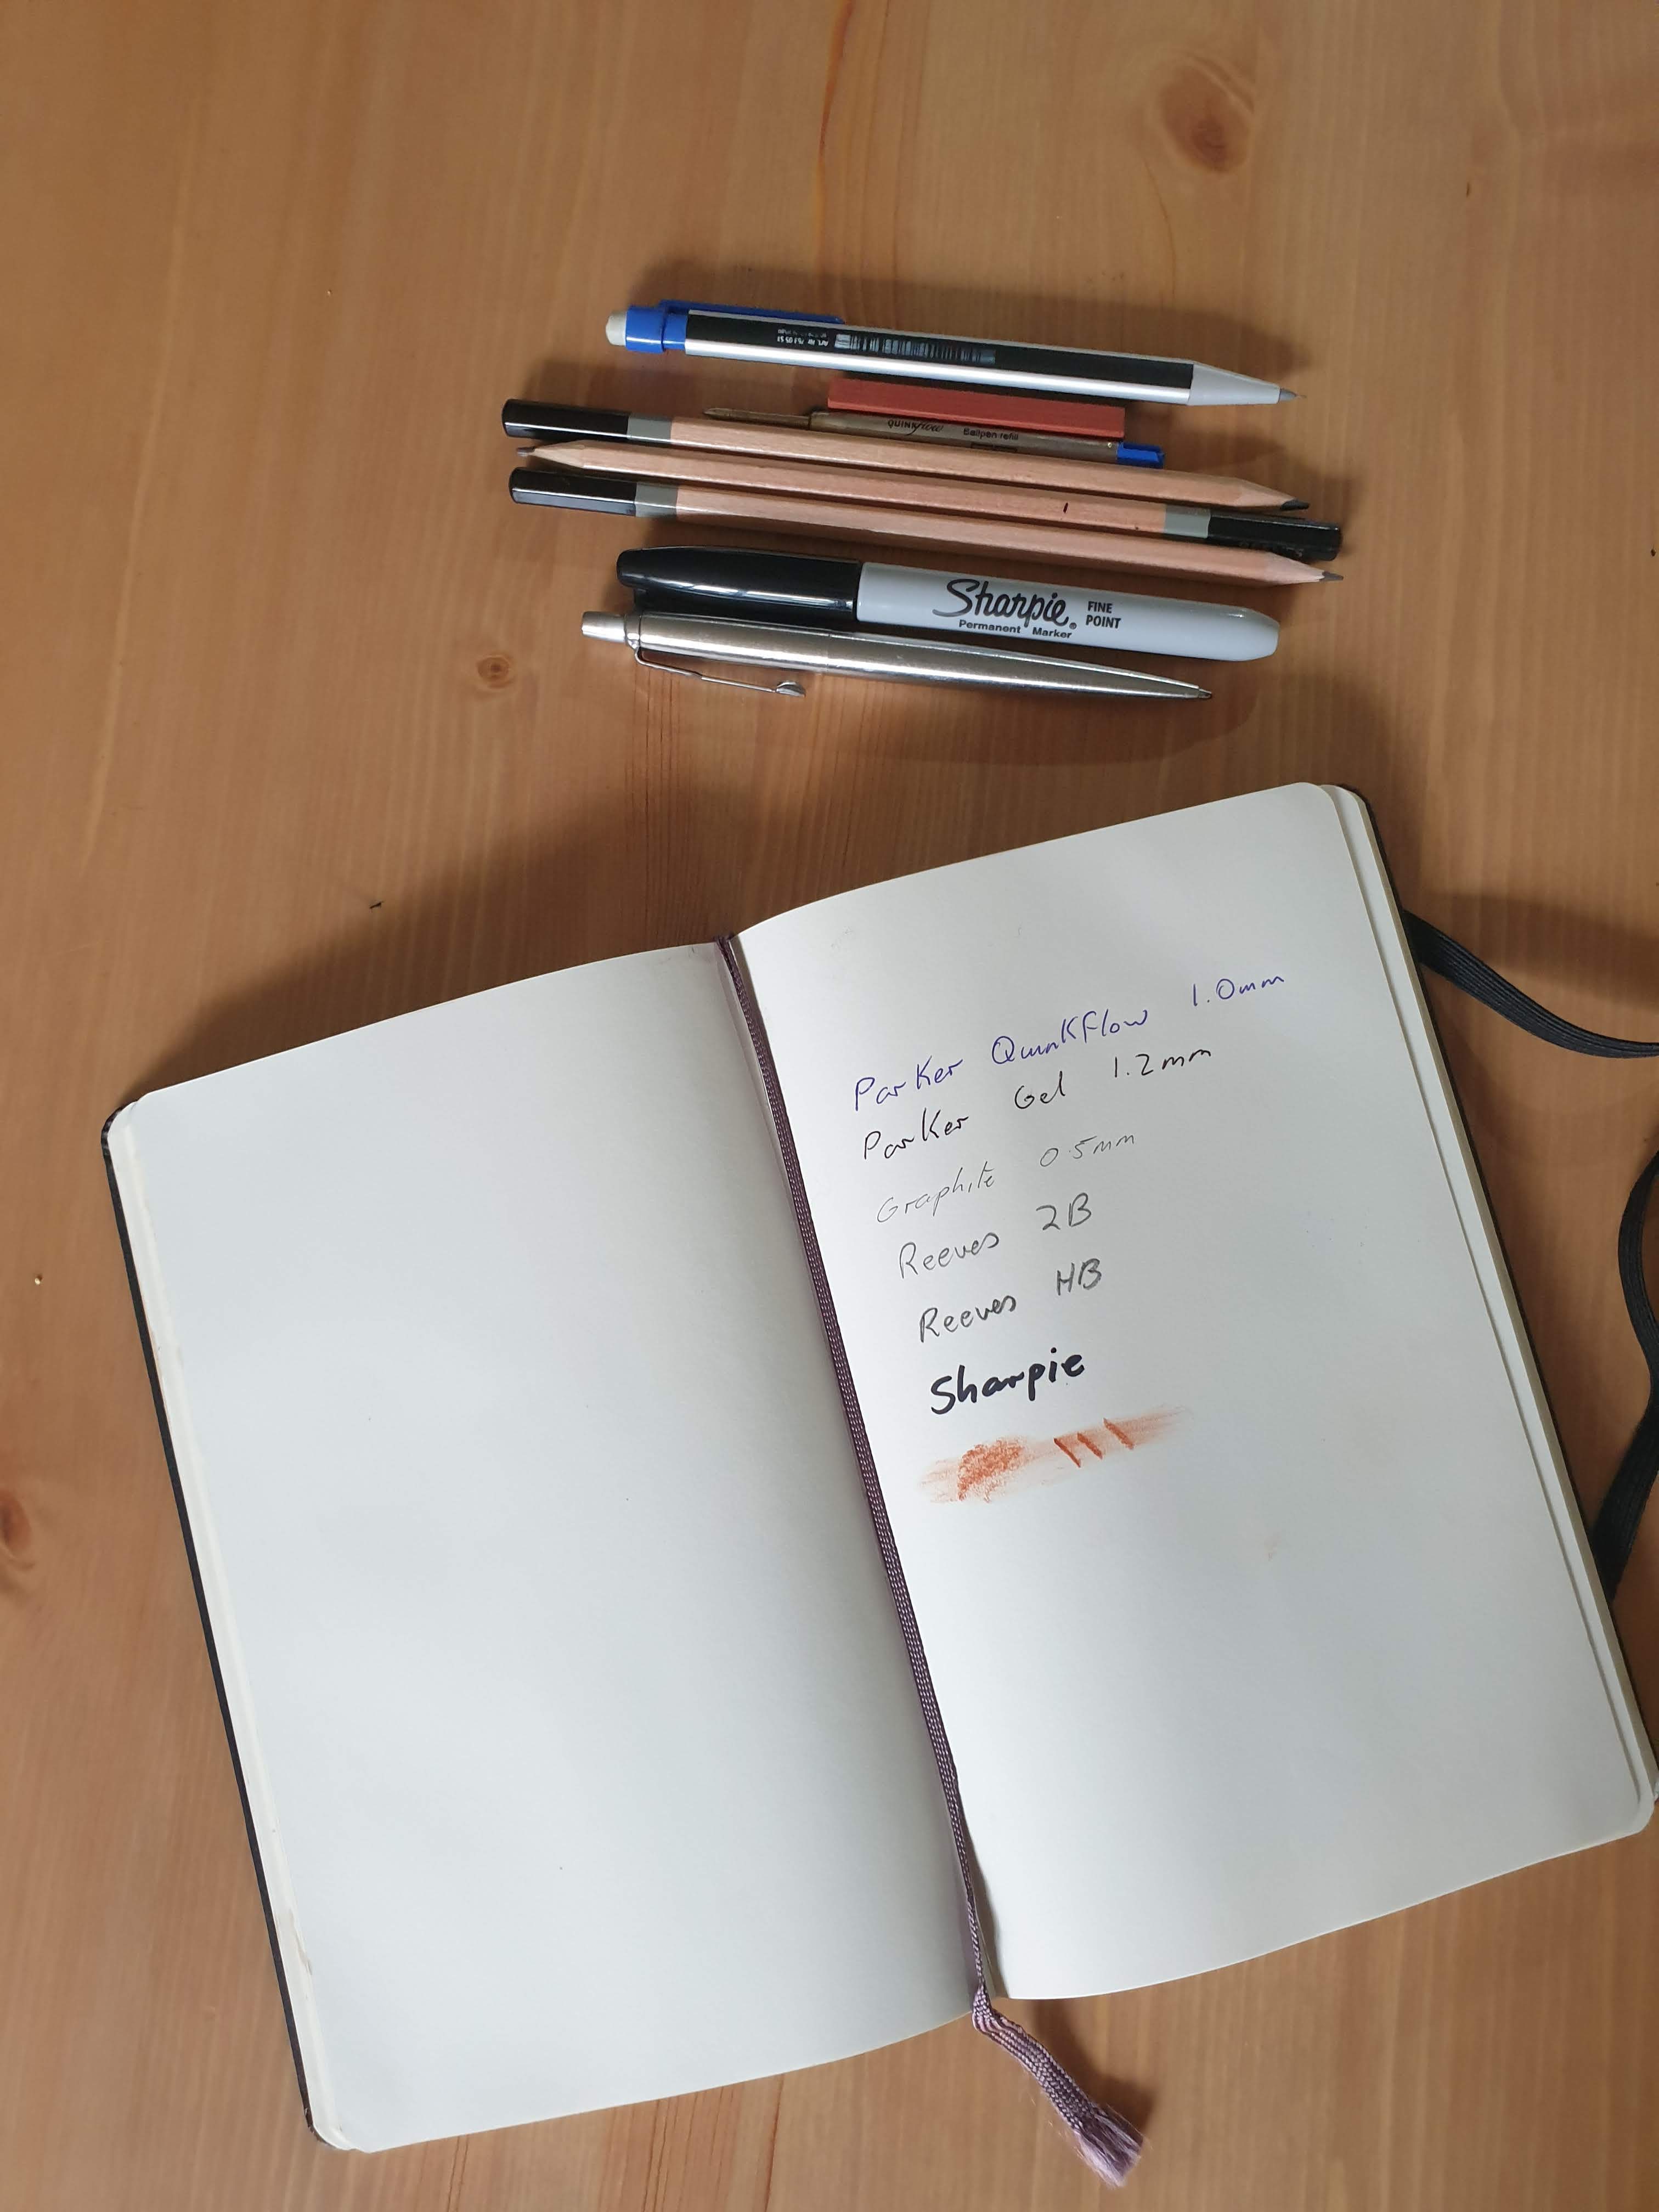 QUINKflow Ballpen refill
Sharpie® FINE
Permanent Marker POINT
Parker QuinkFlow 1.0mm
Parker Gel 1.2mm
Graphite 0.5mm
Reeves 2B
Reeves HB
Sharpie